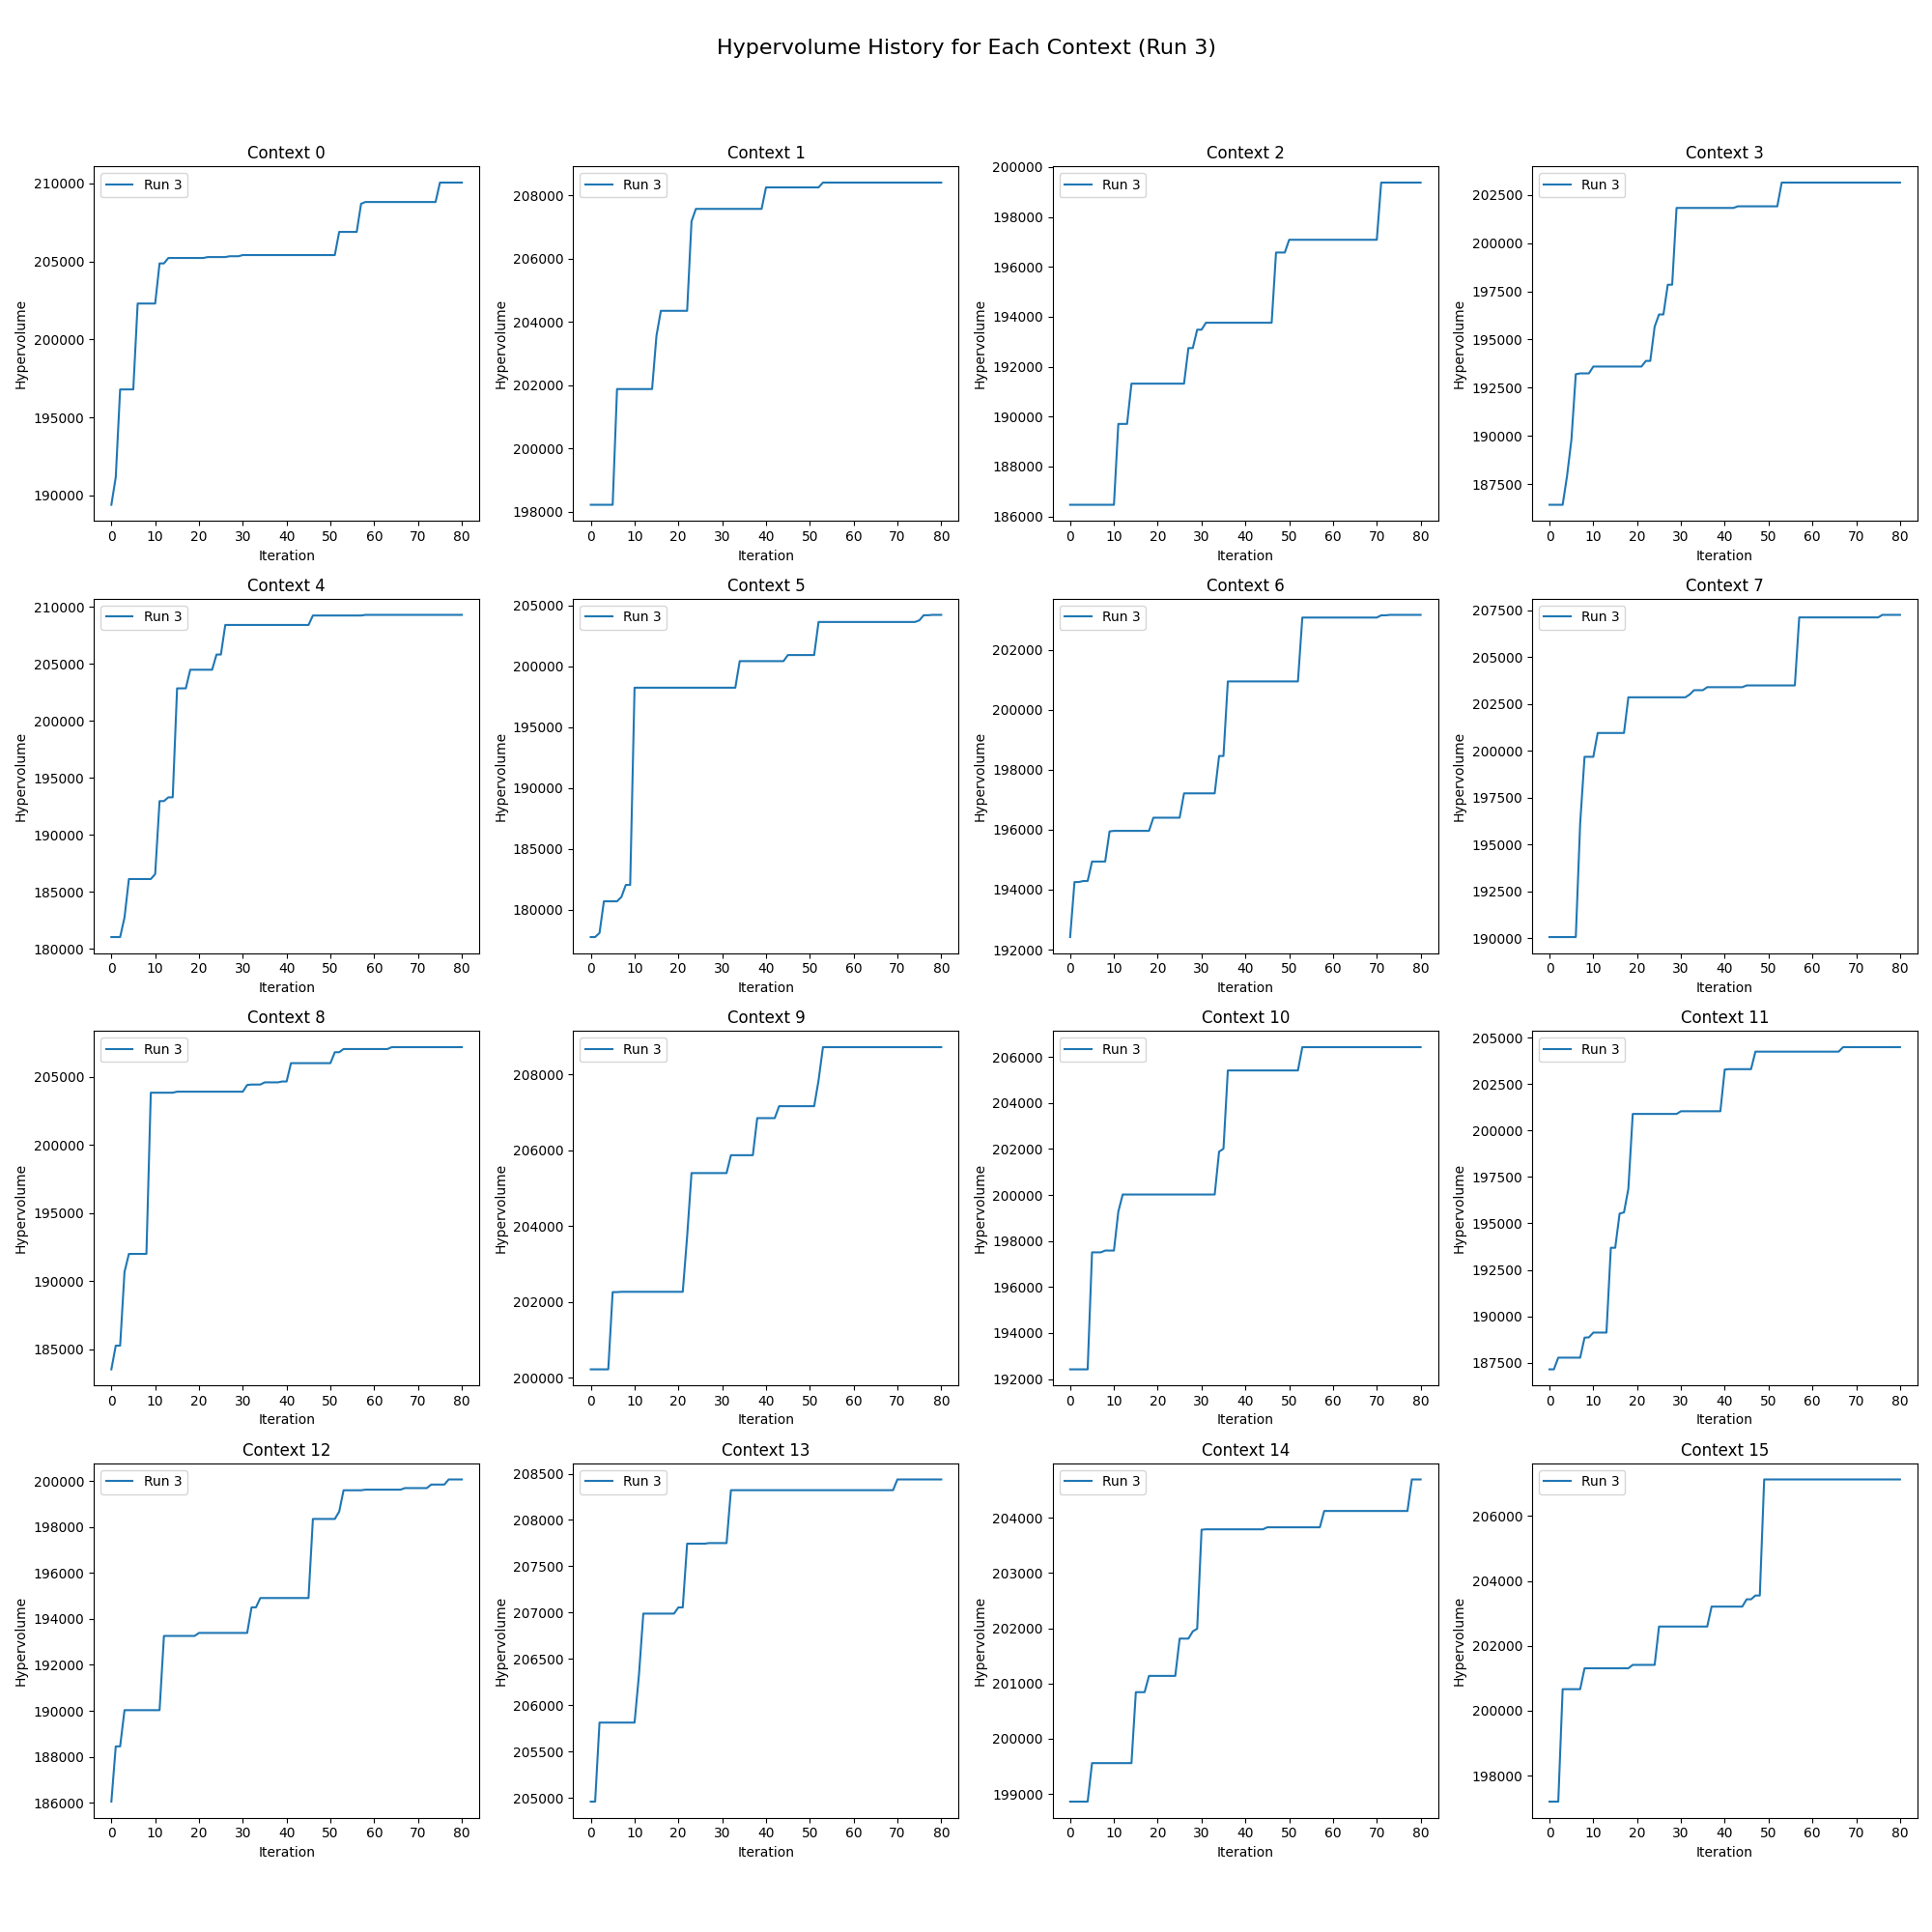 Hypervolume History for Each Context (Run 3)
Context 0
Run 3
210000
205000
200000
195000
190000
Hypervolume
0 10 20 30 40 50 60 70 80
Iteration
Context 1
Run 3
208000
206000
204000
202000
200000
198000
Hypervolume
0 10 20 30 40 50 60 70 80
Iteration
Context 2
Run 3
200000
198000
196000
194000
192000
190000
188000
186000
Hypervolume
0 10 20 30 40 50 60 70 80
Iteration
Context 3
Run 3
202500
200000
197500
195000
192500
190000
187500
Hypervolume
0 10 20 30 40 50 60 70 80
Iteration
Context 4
Run 3
210000
205000
200000
195000
190000
185000
180000
Hypervolume
0 10 20 30 40 50 60 70 80
Iteration
Context 5
Run 3
205000
200000
195000
190000
185000
180000
Hypervolume
0 10 20 30 40 50 60 70 80
Iteration
Context 6
Run 3
202000
200000
198000
196000
194000
192000
Hypervolume
0 10 20 30 40 50 60 70 80
Iteration
Context 7
Run 3
207500
205000
202500
200000
197500
195000
192500
190000
Hypervolume
0 10 20 30 40 50 60 70 80
Iteration
Context 8
Run 3
205000
200000
195000
190000
185000
Hypervolume
0 10 20 30 40 50 60 70 80
Iteration
Context 9
Run 3
208000
206000
204000
202000
200000
Hypervolume
0 10 20 30 40 50 60 70 80
Iteration
Context 10
Run 3
206000
204000
202000
200000
198000
196000
194000
192000
Hypervolume
0 10 20 30 40 50 60 70 80
Iteration
Context 11
Run 3
205000
202500
200000
197500
195000
192500
190000
187500
Hypervolume
0 10 20 30 40 50 60 70 80
Iteration
Context 12
Run 3
200000
198000
196000
194000
192000
190000
188000
186000
Hypervolume
0 10 20 30 40 50 60 70 80
Iteration
Context 13
Run 3
208500
208000
207500
207000
206500
206000
205500
205000
Hypervolume
0 10 20 30 40 50 60 70 80
Iteration
Context 14
Run 3
204000
203000
202000
201000
200000
199000
Hypervolume
0 10 20 30 40 50 60 70 80
Iteration
Context 15
Run 3
206000
204000
202000
200000
198000
Hypervolume
0 10 20 30 40 50 60 70 80
Iteration